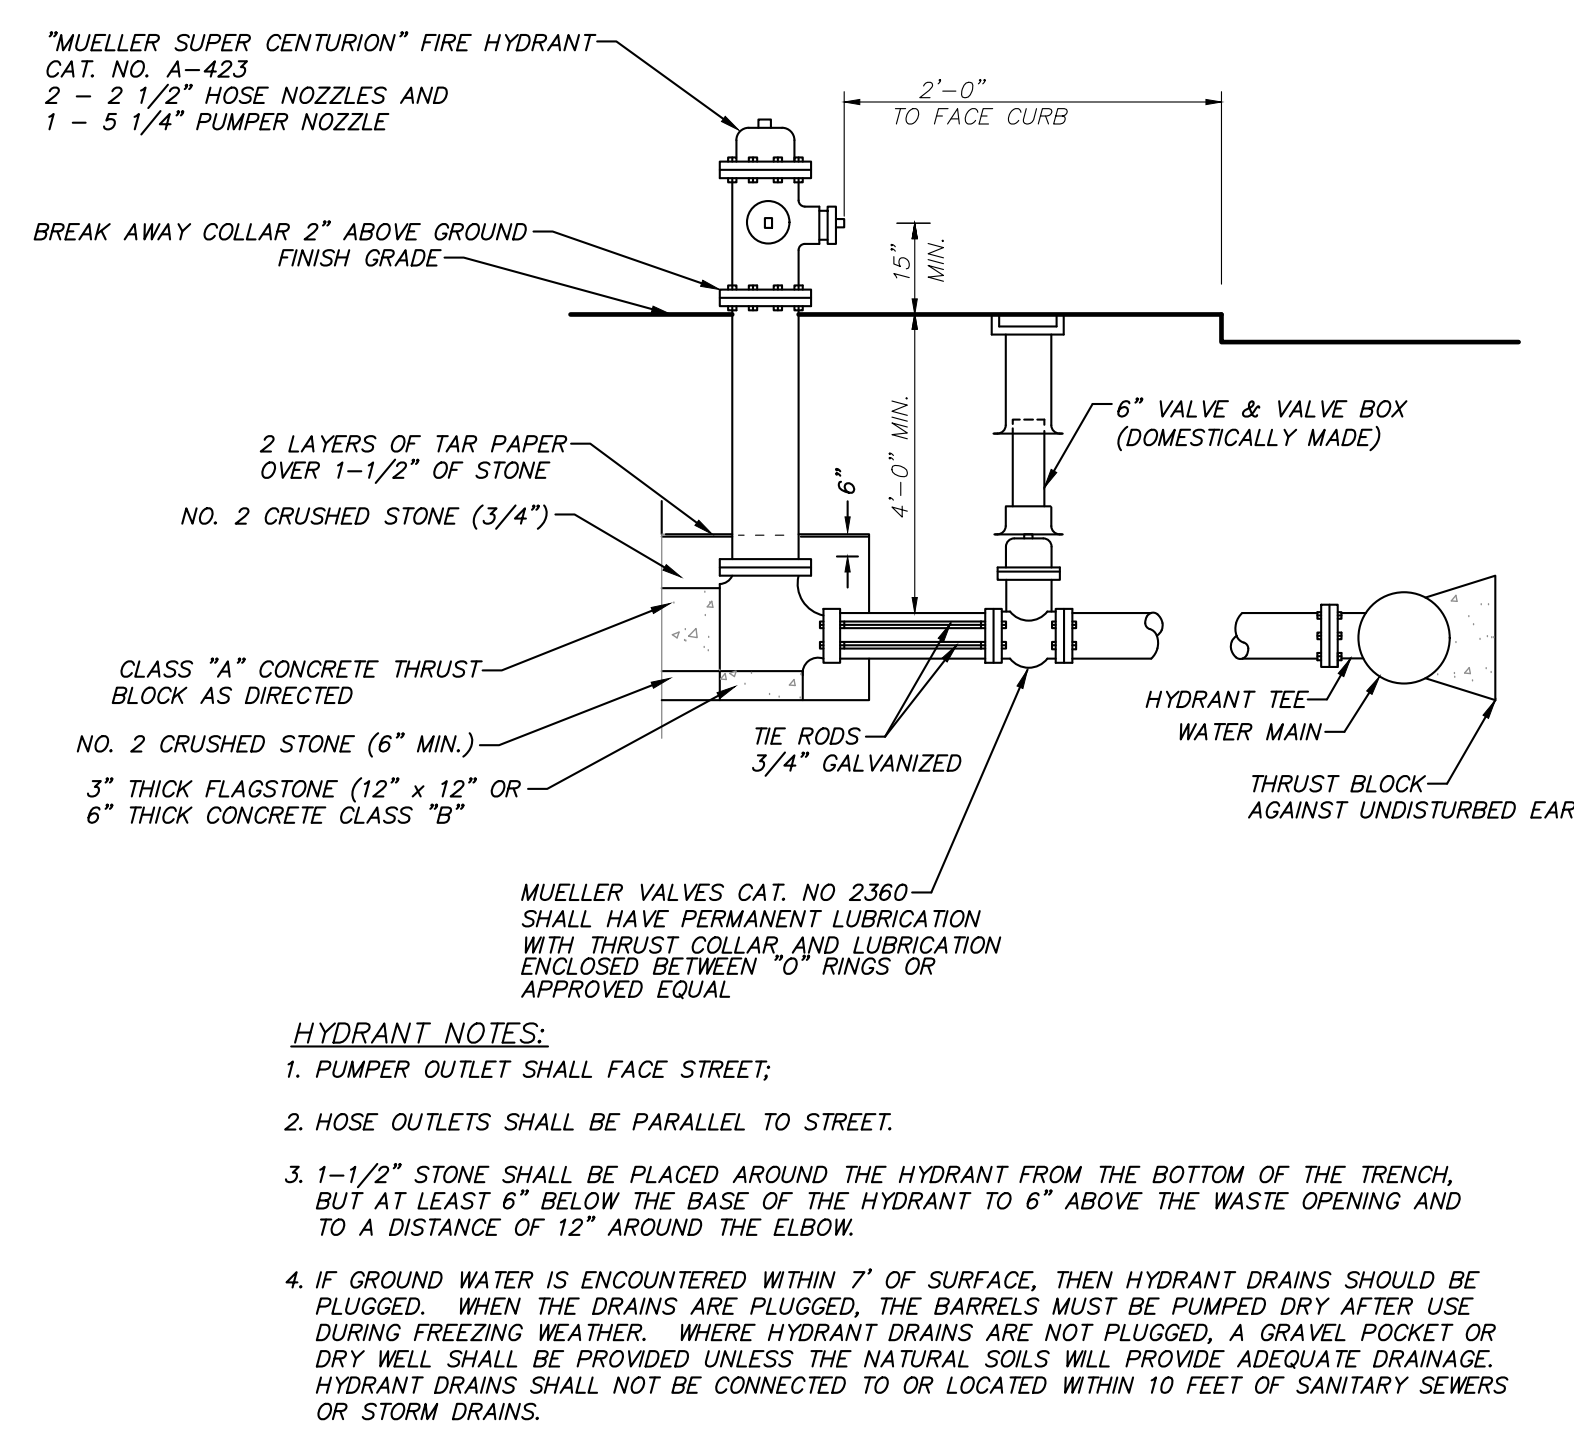 "MUELLER SUPER CENTURION" FIRE HYDRANT
CAT. NO. A-423
2 - 2 1/2" HOSE NOZZLES AND
1 - 5 1/4" PUMPER NOZZLE
2'-0"
TO FACE CURB
BREAK AWAY COLLAR 2" ABOVE GROUND
FINISH GRADE
15"
MIN.
6" VALVE & VALVE BOX
(DOMESTICALLY MADE)
2 LAYERS OF TAR PAPER
OVER 1-1/2" OF STONE
6"
4'-0" MIN.
NO. 2 CRUSHED STONE (3/4")
CLASS "A" CONCRETE THRUST
BLOCK AS DIRECTED
HYDRANT TEE
WATER MAIN
NO. 2 CRUSHED STONE (6" MIN.)
TIE RODS
3/4" GALVANIZED
3" THICK FLAGSTONE (12" x 12" OR
6" THICK CONCRETE CLASS "B"
THRUST BLOCK
AGAINST UNDISTURBED EAR
MUELLER VALVES CAT. NO 2360
SHALL HAVE PERMANENT LUBRICATION
WITH THRUST COLLAR AND LUBRICATION
ENCLOSED BETWEEN "O" RINGS OR
APPROVED EQUAL
HYDRANT NOTES:
1. PUMPER OUTLET SHALL FACE STREET;
2. HOSE OUTLETS SHALL BE PARALLEL TO STREET.
3. 1-1/2" STONE SHALL BE PLACED AROUND THE HYDRANT FROM THE BOTTOM OF THE TRENCH,
BUT AT LEAST 6" BELOW THE BASE OF THE HYDRANT TO 6" ABOVE THE WASTE OPENING AND
TO A DISTANCE OF 12" AROUND THE ELBOW.
4. IF GROUND WATER IS ENCOUNTERED WITHIN 7' OF SURFACE, THEN HYDRANT DRAINS SHOULD BE
PLUGGED. WHEN THE DRAINS ARE PLUGGED, THE BARRELS MUST BE PUMPED DRY AFTER USE
DURING FREEZING WEATHER. WHERE HYDRANT DRAINS ARE NOT PLUGGED, A GRAVEL POCKET OR
DRY WELL SHALL BE PROVIDED UNLESS THE NATURAL SOILS WILL PROVIDE ADEQUATE DRAINAGE.
HYDRANT DRAINS SHALL NOT BE CONNECTED TO OR LOCATED WITHIN 10 FEET OF SANITARY SEWERS
OR STORM DRAINS.